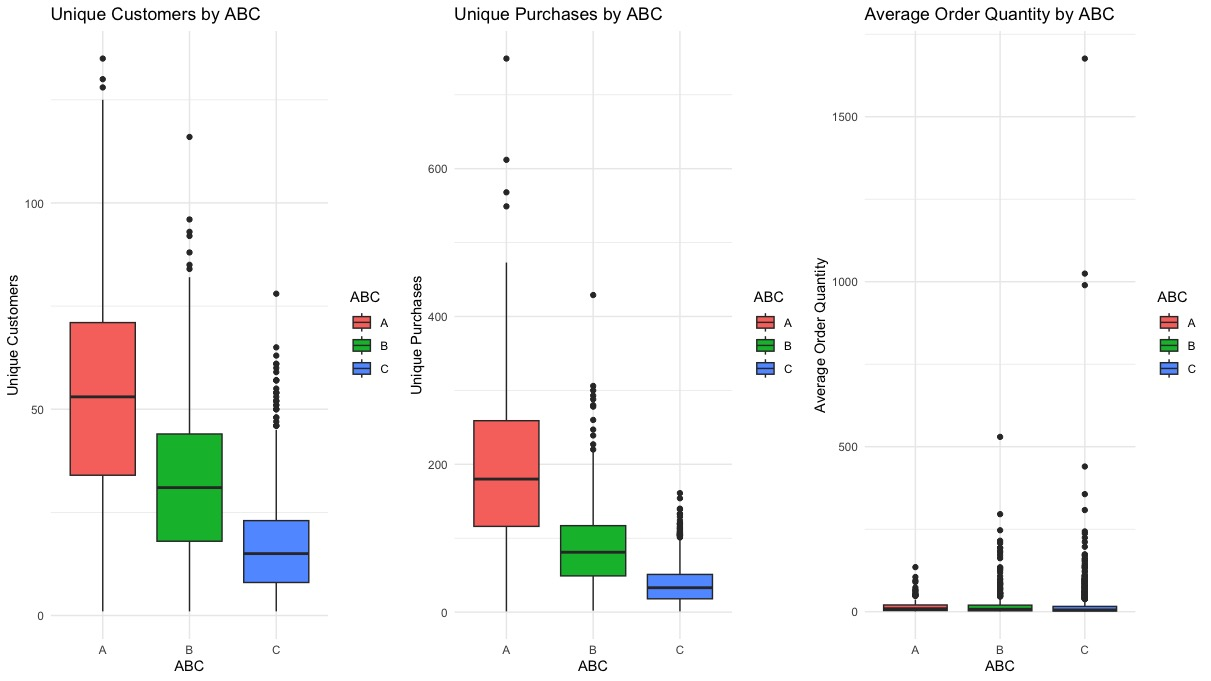 Unique Customers by ABC
100
50
0
Unique Customers
A
B
C
ABC
ABC
A
B
C
Unique Purchases by ABC
600
400
200
0
Unique Purchases
A
B
C
ABC
ABC
A
B
C
Average Order Quantity by ABC
1500
1000
500
0
Average Order Quantity
A
B
C
ABC
ABC
A
B
C